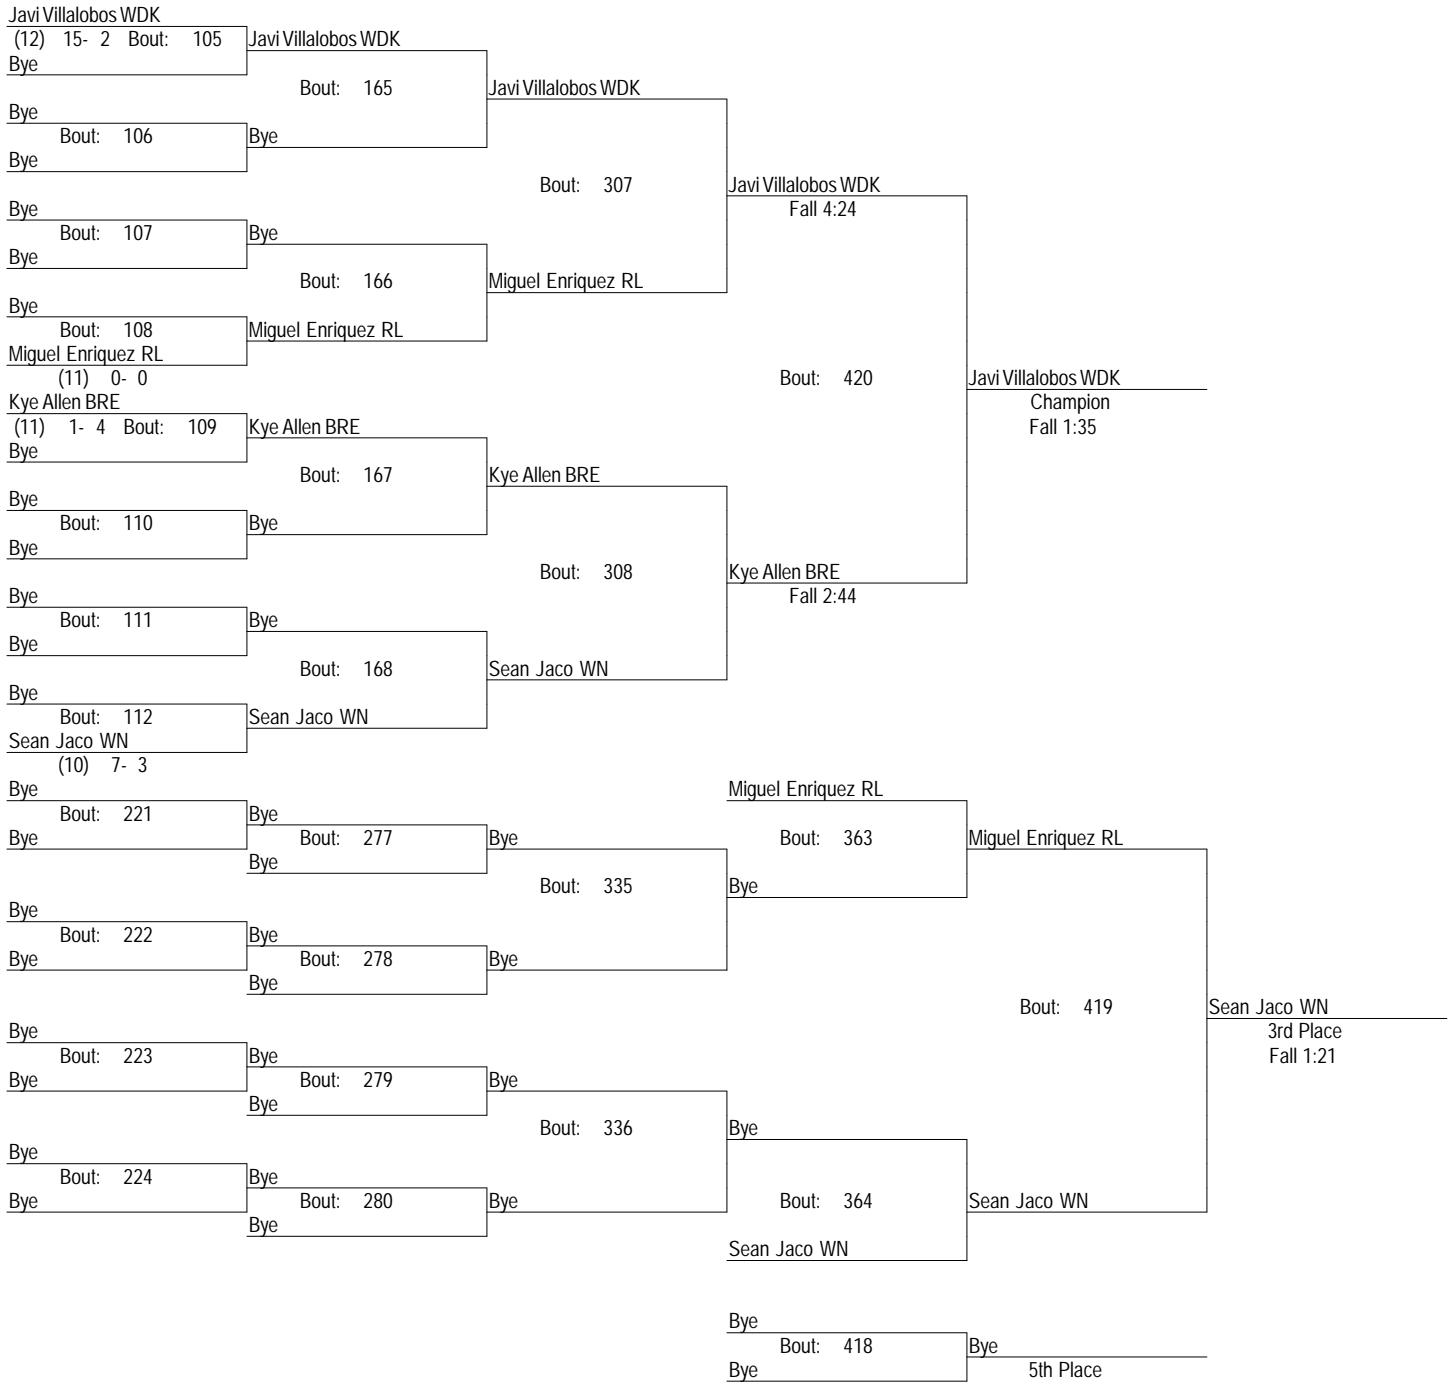 Javi Villalobos WDK
(12) 15- 2 Bout: 105 Javi Villalobos WDK
Bye
Bout: 165 Javi Villalobos WDK
Bye
Bout: 106 Bye
Bye
Bout: 307 Javi Villalobos WDK
Bye Fall 4:24
Bout: 107 Bye
Bye
Bout: 166 Miguel Enriquez RL
Bye
Bout: 108 Miguel Enriquez RL
Miguel Enriquez RL
(11) 0- 0 Bout: 420 Javi Villalobos WDK
Kye Allen BRE Champion
(11) 1- 4 Bout: 109 Kye Allen BRE Fall 1:35
Bye
Bout: 167 Kye Allen BRE
Bye
Bout: 110 Bye
Bye
Bout: 308 Kye Allen BRE
Bye Fall 2:44
Bout: 111 Bye
Bye
Bout: 168 Sean Jaco WN
Bye
Bout: 112 Sean Jaco WN
Sean Jaco WN
(10) 7- 3
Bye Miguel Enriquez RL
Bout: 221 Bye
Bye Bout: 277 Bye Bout: 363 Miguel Enriquez RL
Bye
Bout: 335 Bye
Bye
Bout: 222 Bye
Bye Bout: 278 Bye
Bye
Bout: 419 Sean Jaco WN
Bye 3rd Place
Bout: 223 Bye Fall 1:21
Bye Bout: 279 Bye
Bye
Bout: 336 Bye
Bye
Bout: 224 Bye
Bye Bout: 280 Bye Bout: 364 Sean Jaco WN
Bye
Sean Jaco WN
Bye
Bout: 418 Bye
Bye 5th Place